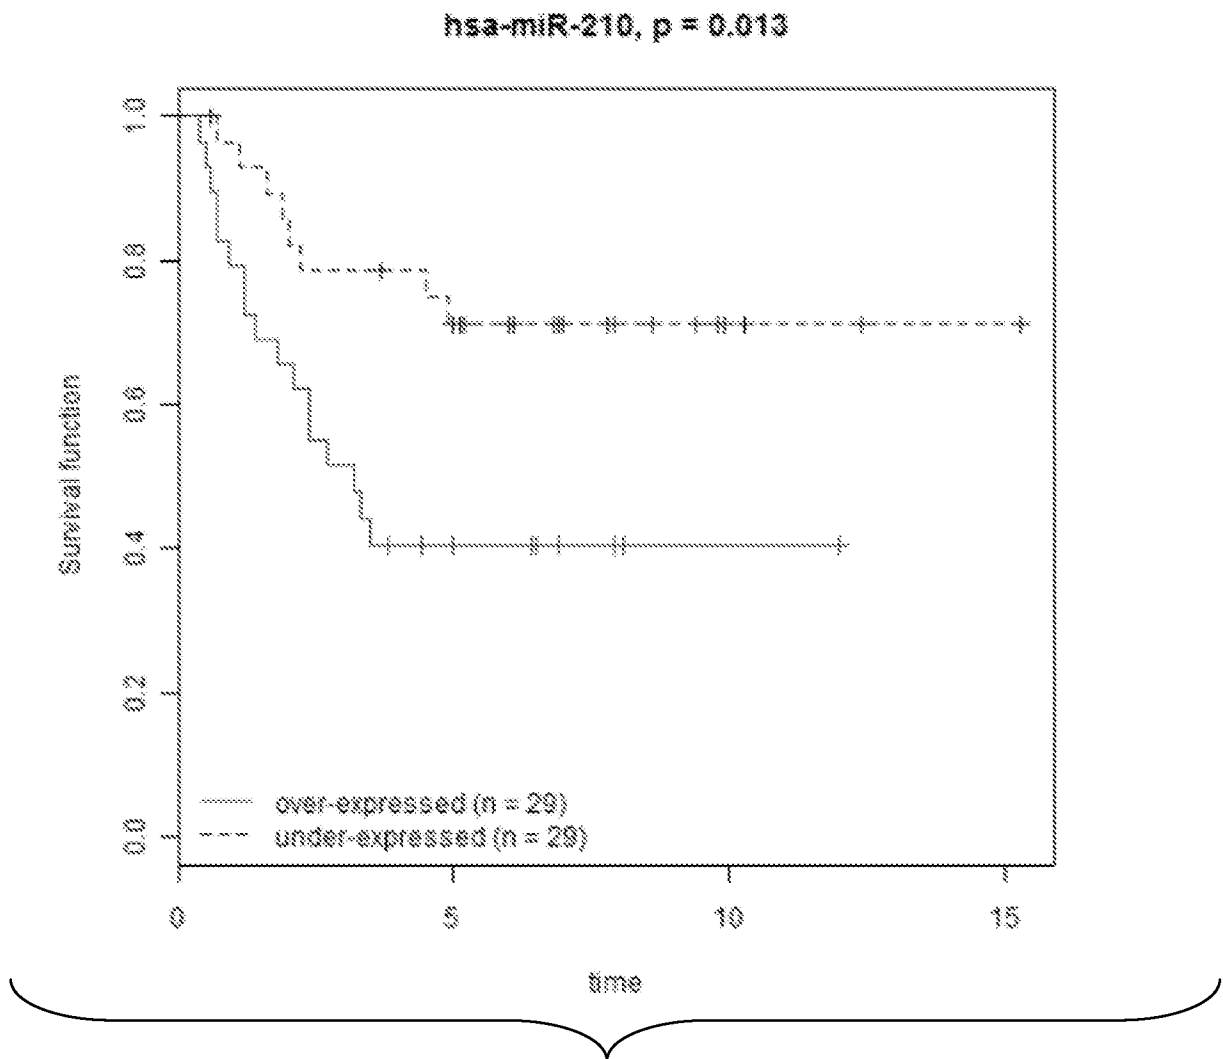 hsa-miR-210, p = 0.013
1.0
0.8
0.6
0.4
0.2
0.0
Survival function
over-expressed (n = 29)
under-expressed (n = 29)
0 5 10 15
time